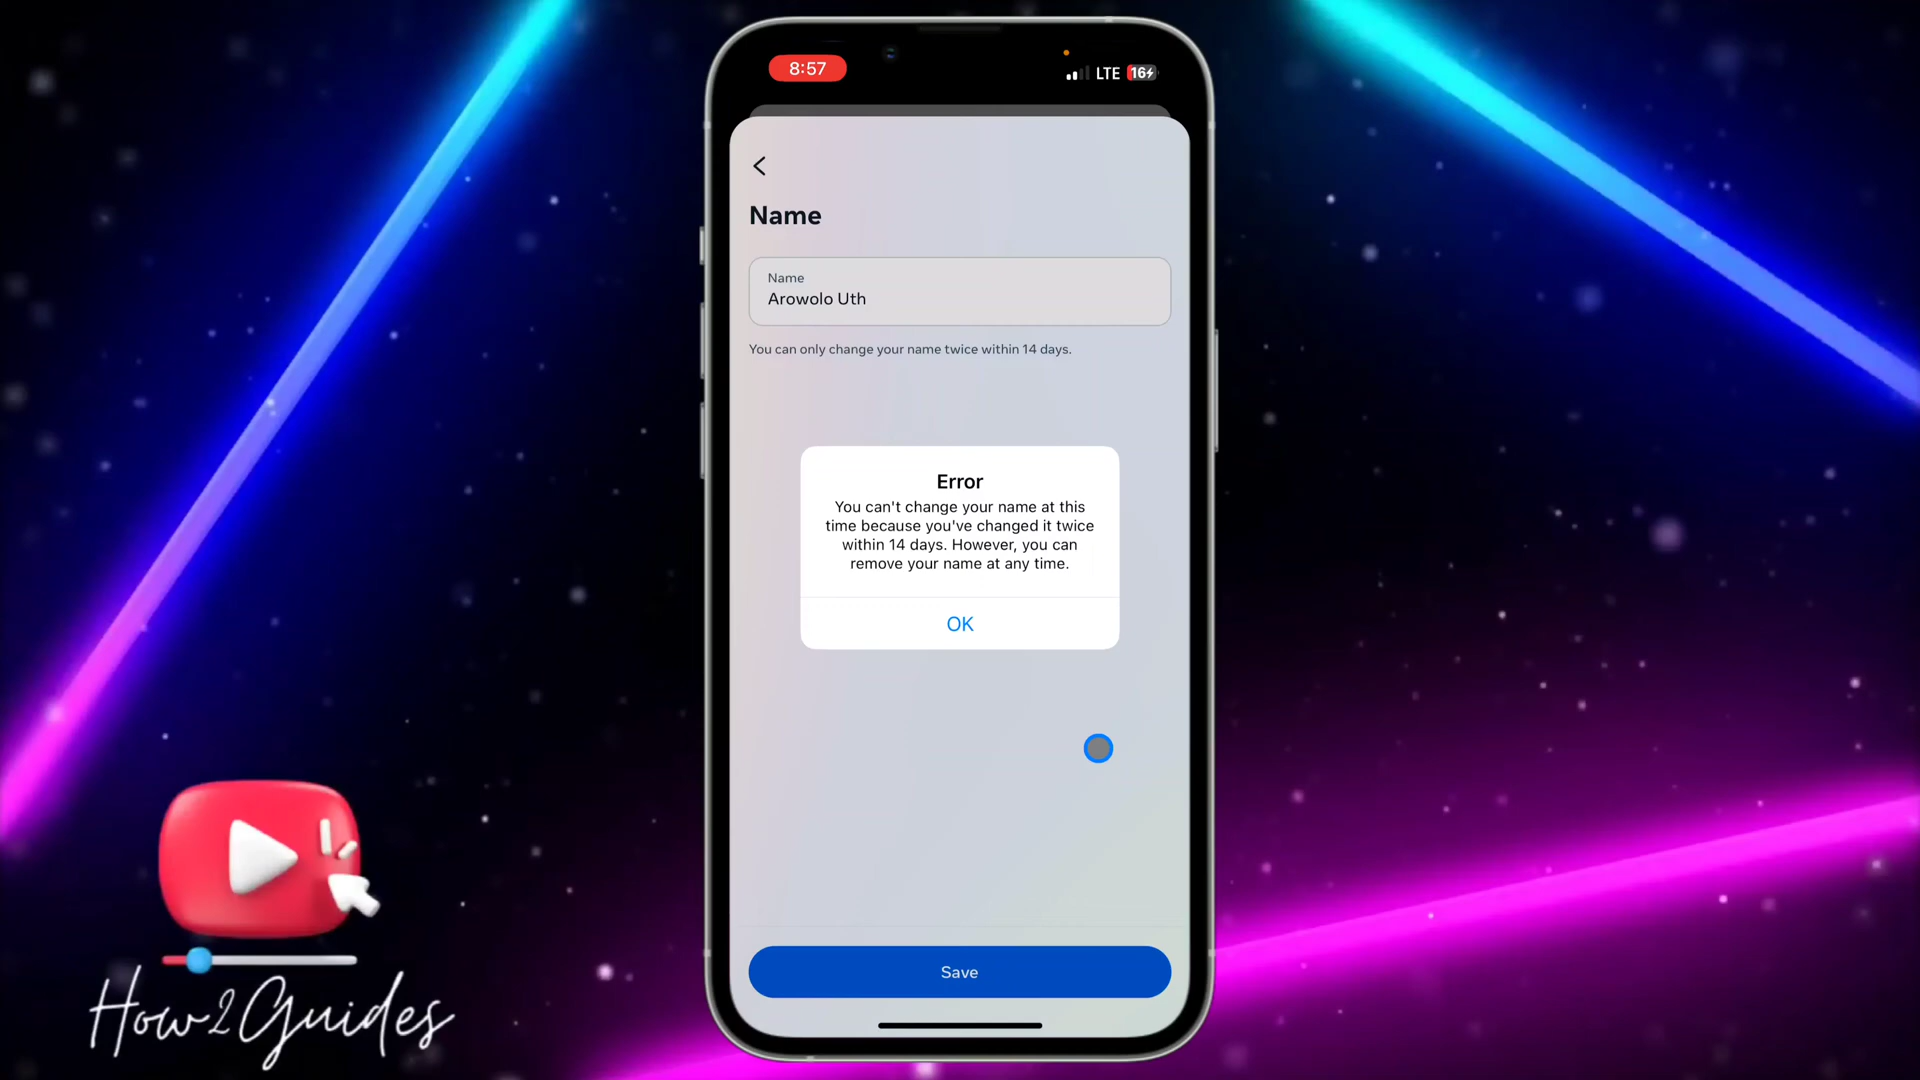 8:57
LTE 16
Name
Name
Arowolo Uth
You can only change your name twice within 14 days.
Error
You can't change your name at this
time because you've changed it twice
within 14 days. However, you can
remove your name at any time.
OK
Save
How2Guides